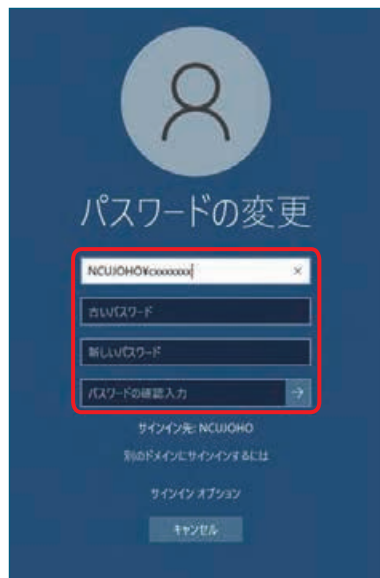 パスワードの変更
NCUJOHO¥cxxxxxxx
古いパスワード
新しいパスワード
パスワードの確認入力
サインイン先: NCUJOHO
別のドメインにサインインするには
サインイン オプション
キャンセル